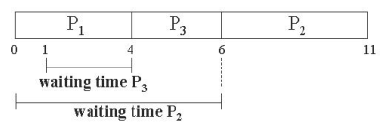 P1 P3 P2
0 1 4 6 11
waiting time P3
waiting time P2